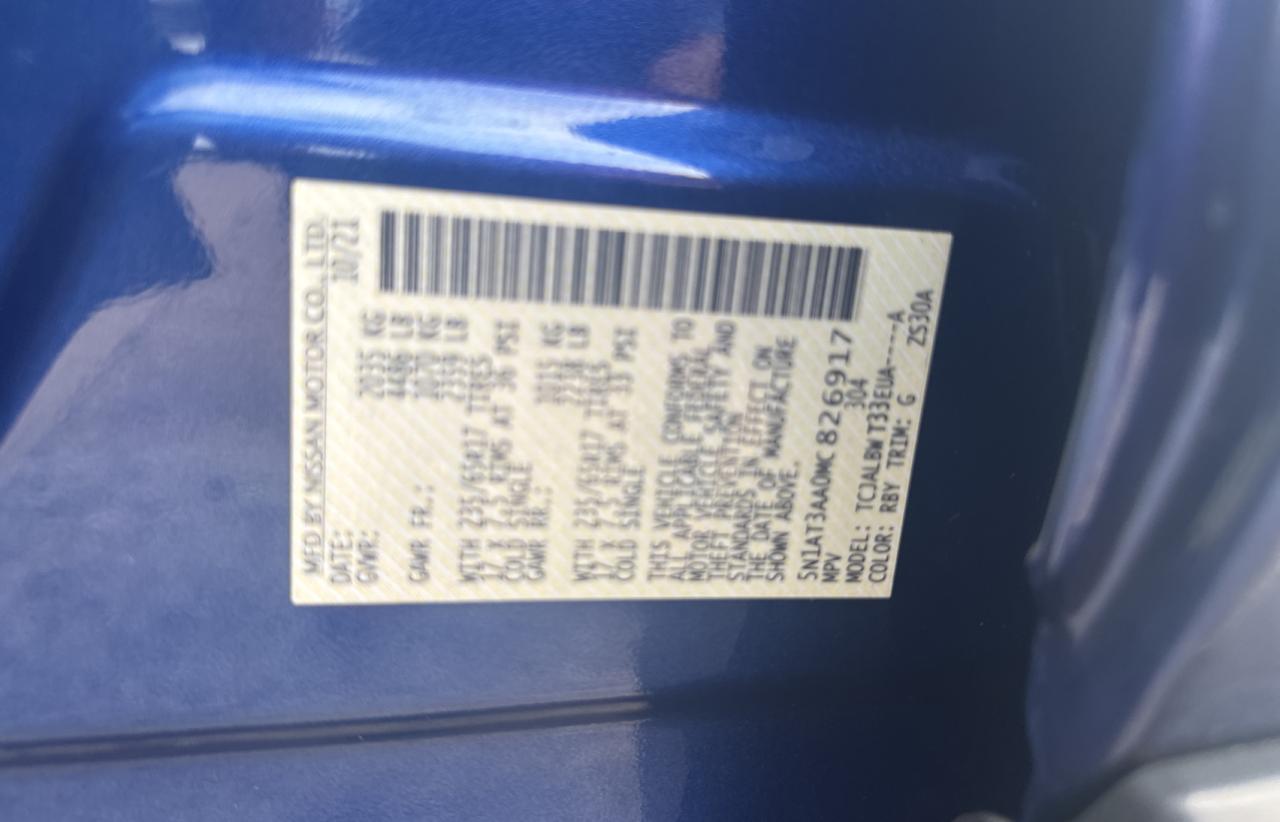 MFD BY NISSAN MOTOR CO., LTD.
DATE: 10/21
GVWR: 2035 KG
4486 LB
GAWR FR.: 1070 KG
2359 LB
WITH 235/65R17 TIRES
17 X 7.5 RIMS AT 36 PSI
COLD SINGLE
GAWR RR.: 1015 KG
2238 LB
WITH 235/65R17 TIRES
17 X 7.5 RIMS AT 33 PSI
COLD SINGLE
THIS VEHICLE CONFORMS TO
ALL APPLICABLE FEDERAL
MOTOR VEHICLE SAFETY AND
THEFT PREVENTION
STANDARDS IN EFFECT ON
THE DATE OF MANUFACTURE
SHOWN ABOVE.
5N1AT3AA0MC826917
MPV 304
MODEL: TCJALBW T33EUA-----A
COLOR: RBY TRIM: G ZS30A